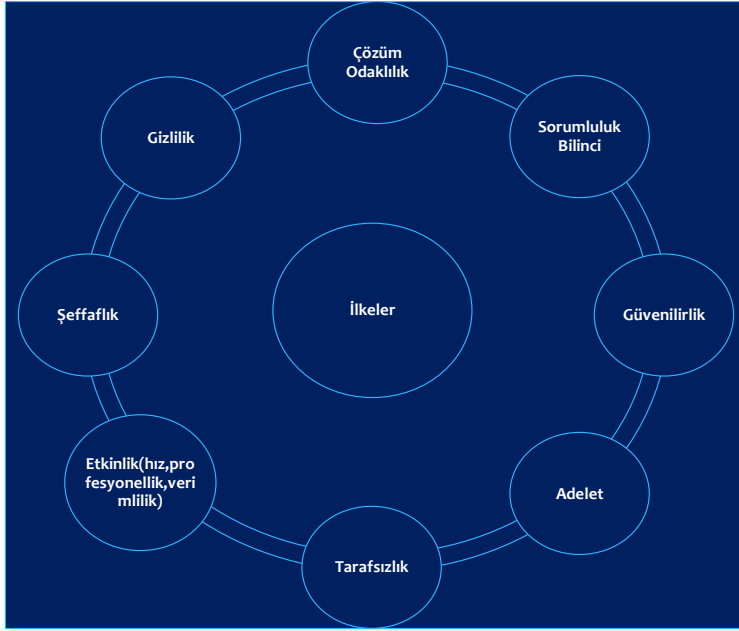 Çözüm
Odaklılık
Sorumluluk
Bilinci
Güvenilirlik
Adelet
Tarafsızlık
Etkinlik(hız,pro
fesyonellik,veri
mlilik)
Şeffaflık
Gizlilik
İlkeler